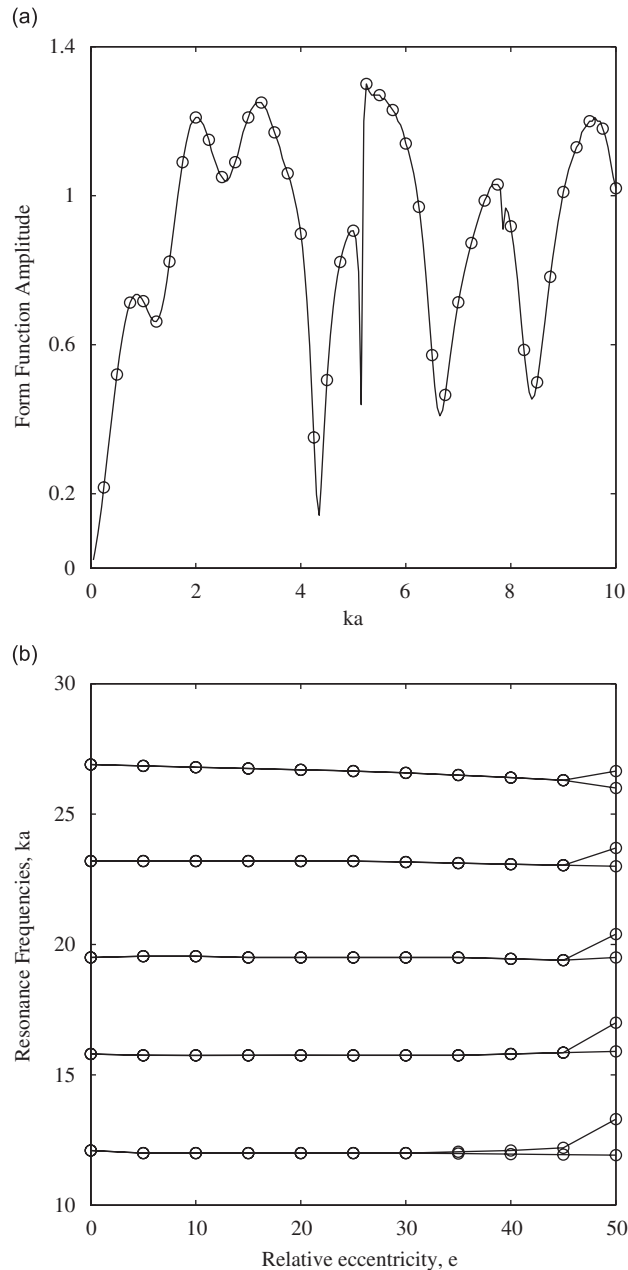 (a)
1.4
1
0.6
0.2
0
Form Function Amplitude
0 2 4 6 8 10
ka
(b)
30
25
20
15
10
Resonance Frequencies, ka
0 10 20 30 40 50
Relative eccentricity, e